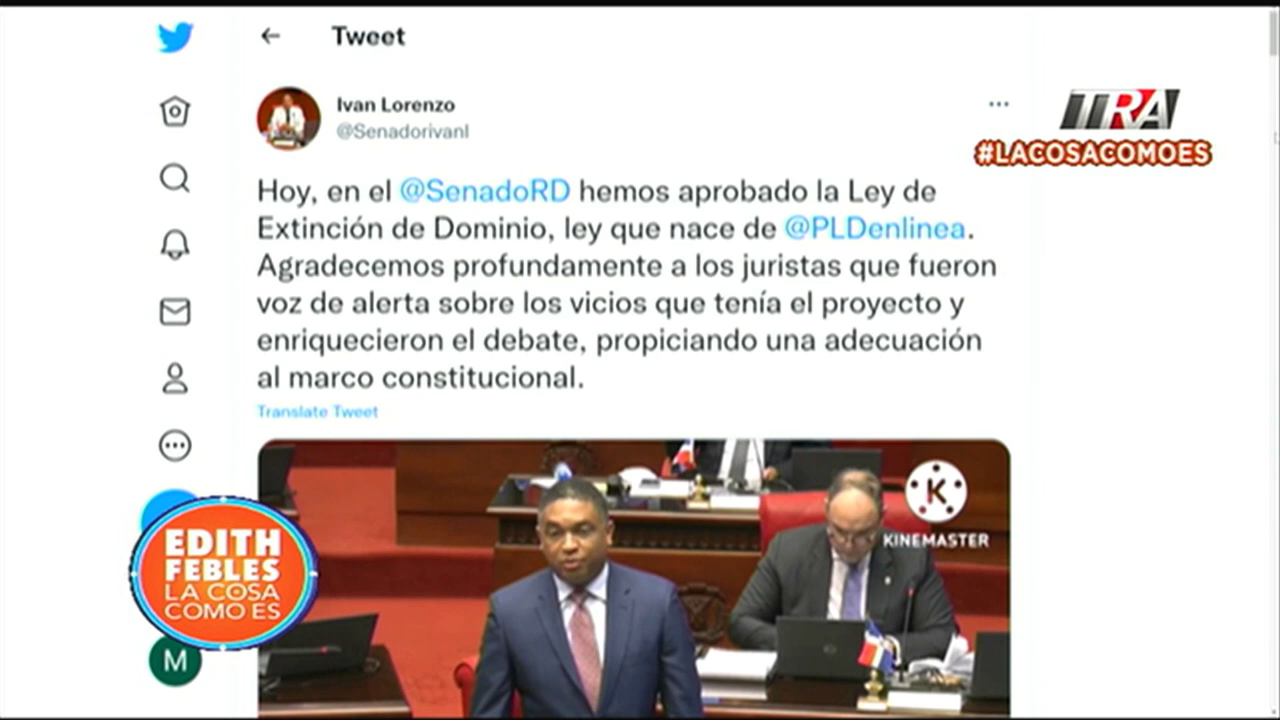 Tweet
Ivan Lorenzo
@Senadorivanl
TRA
#LACOSACOMOES
Hoy, en el @SenadoRD hemos aprobado la Ley de
Extinción de Dominio, ley que nace de @PLDenlinea.
Agradecemos profundamente a los juristas que fueron
voz de alerta sobre los vicios que tenía el proyecto y
enriquecieron el debate, propiciando una adecuación
al marco constitucional.
Translate Tweet
K
KINEMASTER
EDITH
FEBLES
LA COSA
COMO ES
M